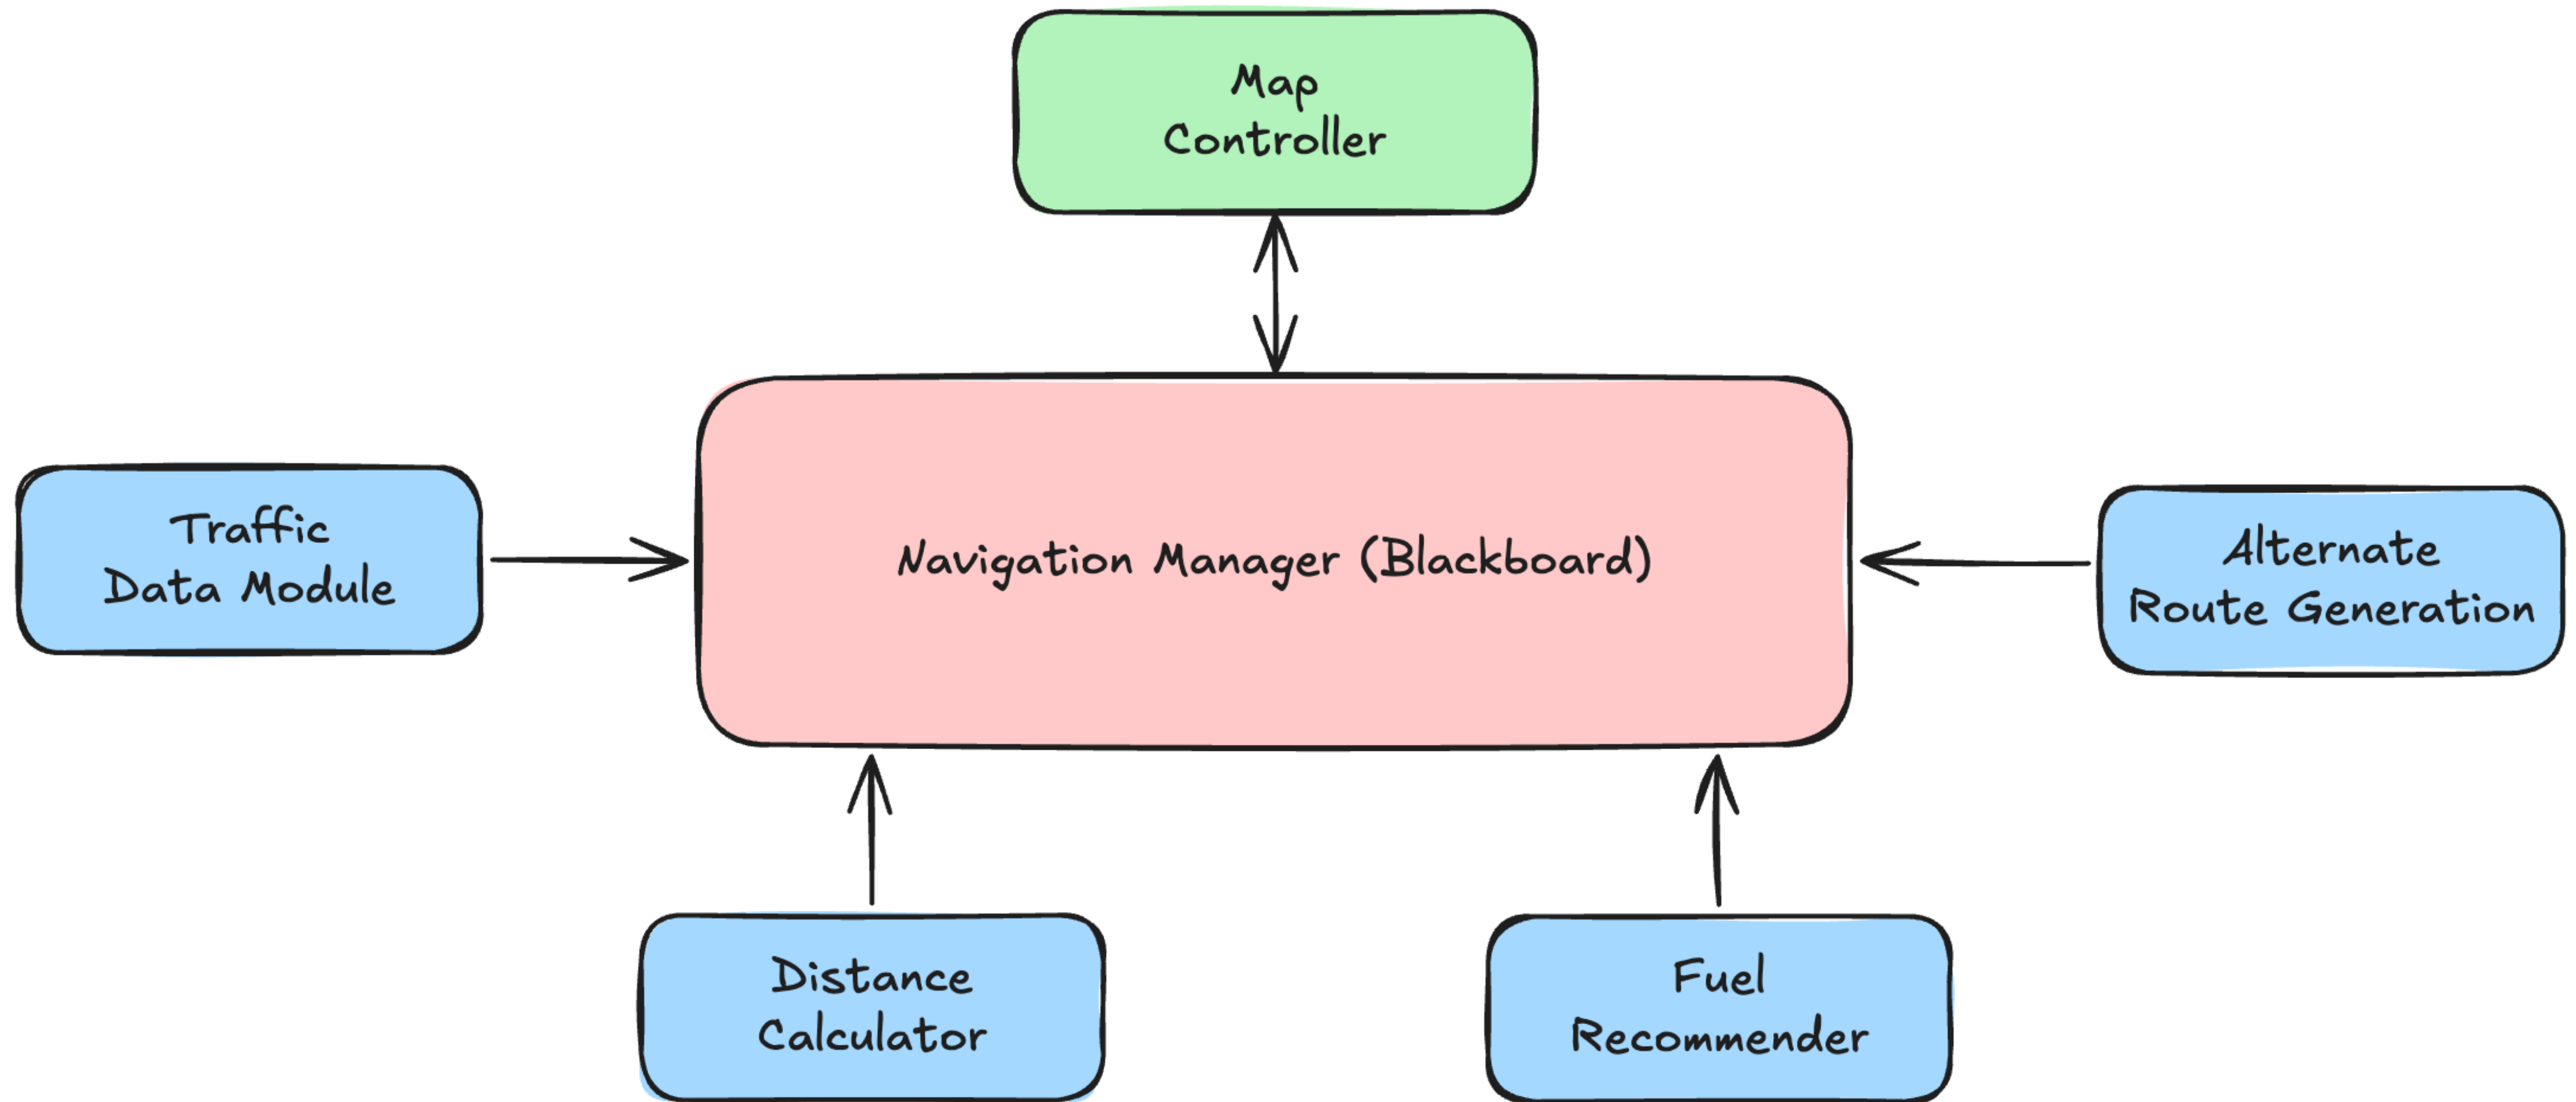 Map
Controller
Traffic
Data Module
Navigation Manager (Blackboard)
Alternate
Route Generation
Distance
Calculator
Fuel
Recommender